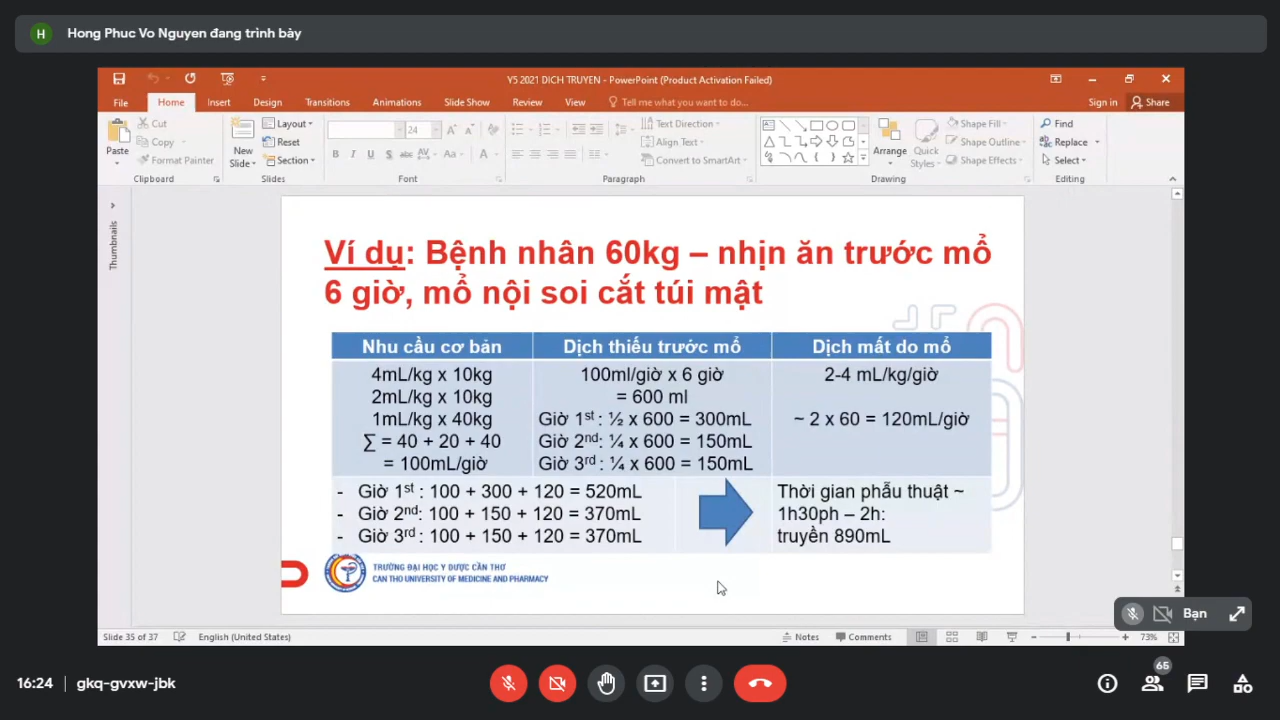 H Hong Phuc Vo Nguyen đang trình bày
Y5 2021 DICH TRUYEN - PowerPoint (Product Activation Failed)
File Home Insert Design Transitions Animations Slide Show Review View Tell me what you want to do... Sign in Share
Paste
Cut
Copy
Format Painter
Clipboard
New Slide
Layout
Reset
Section
Slides
24
B I U S abc AV Aa A
Font
Text Direction
Align Text
Convert to SmartArt
Paragraph
Arrange
Quick Styles
Shape Fill
Shape Outline
Shape Effects
Drawing
Find
Replace
Select
Editing
Thumbnails
Ví dụ: Bệnh nhân 60kg – nhịn ăn trước mổ
6 giờ, mổ nội soi cắt túi mật
Nhu cầu cơ bản
4mL/kg x 10kg
2mL/kg x 10kg
1mL/kg x 40kg
∑ = 40 + 20 + 40
= 100mL/giờ
Dịch thiếu trước mổ
100ml/giờ x 6 giờ
= 600 ml
Giờ 1st : ½ x 600 = 300mL
Giờ 2nd: ¼ x 600 = 150mL
Giờ 3rd : ¼ x 600 = 150mL
Dịch mất do mổ
2-4 mL/kg/giờ
~ 2 x 60 = 120mL/giờ
- Giờ 1st : 100 + 300 + 120 = 520mL
- Giờ 2nd: 100 + 150 + 120 = 370mL
- Giờ 3rd : 100 + 150 + 120 = 370mL
Thời gian phẫu thuật ~
1h30ph – 2h:
truyền 890mL
TRƯỜNG ĐẠI HỌC Y DƯỢC CẦN THƠ
CAN THO UNIVERSITY OF MEDICINE AND PHARMACY
Bạn
Slide 35 of 37 English (United States) Notes Comments 73%
16:24 | gkq-gvxw-jbk
65